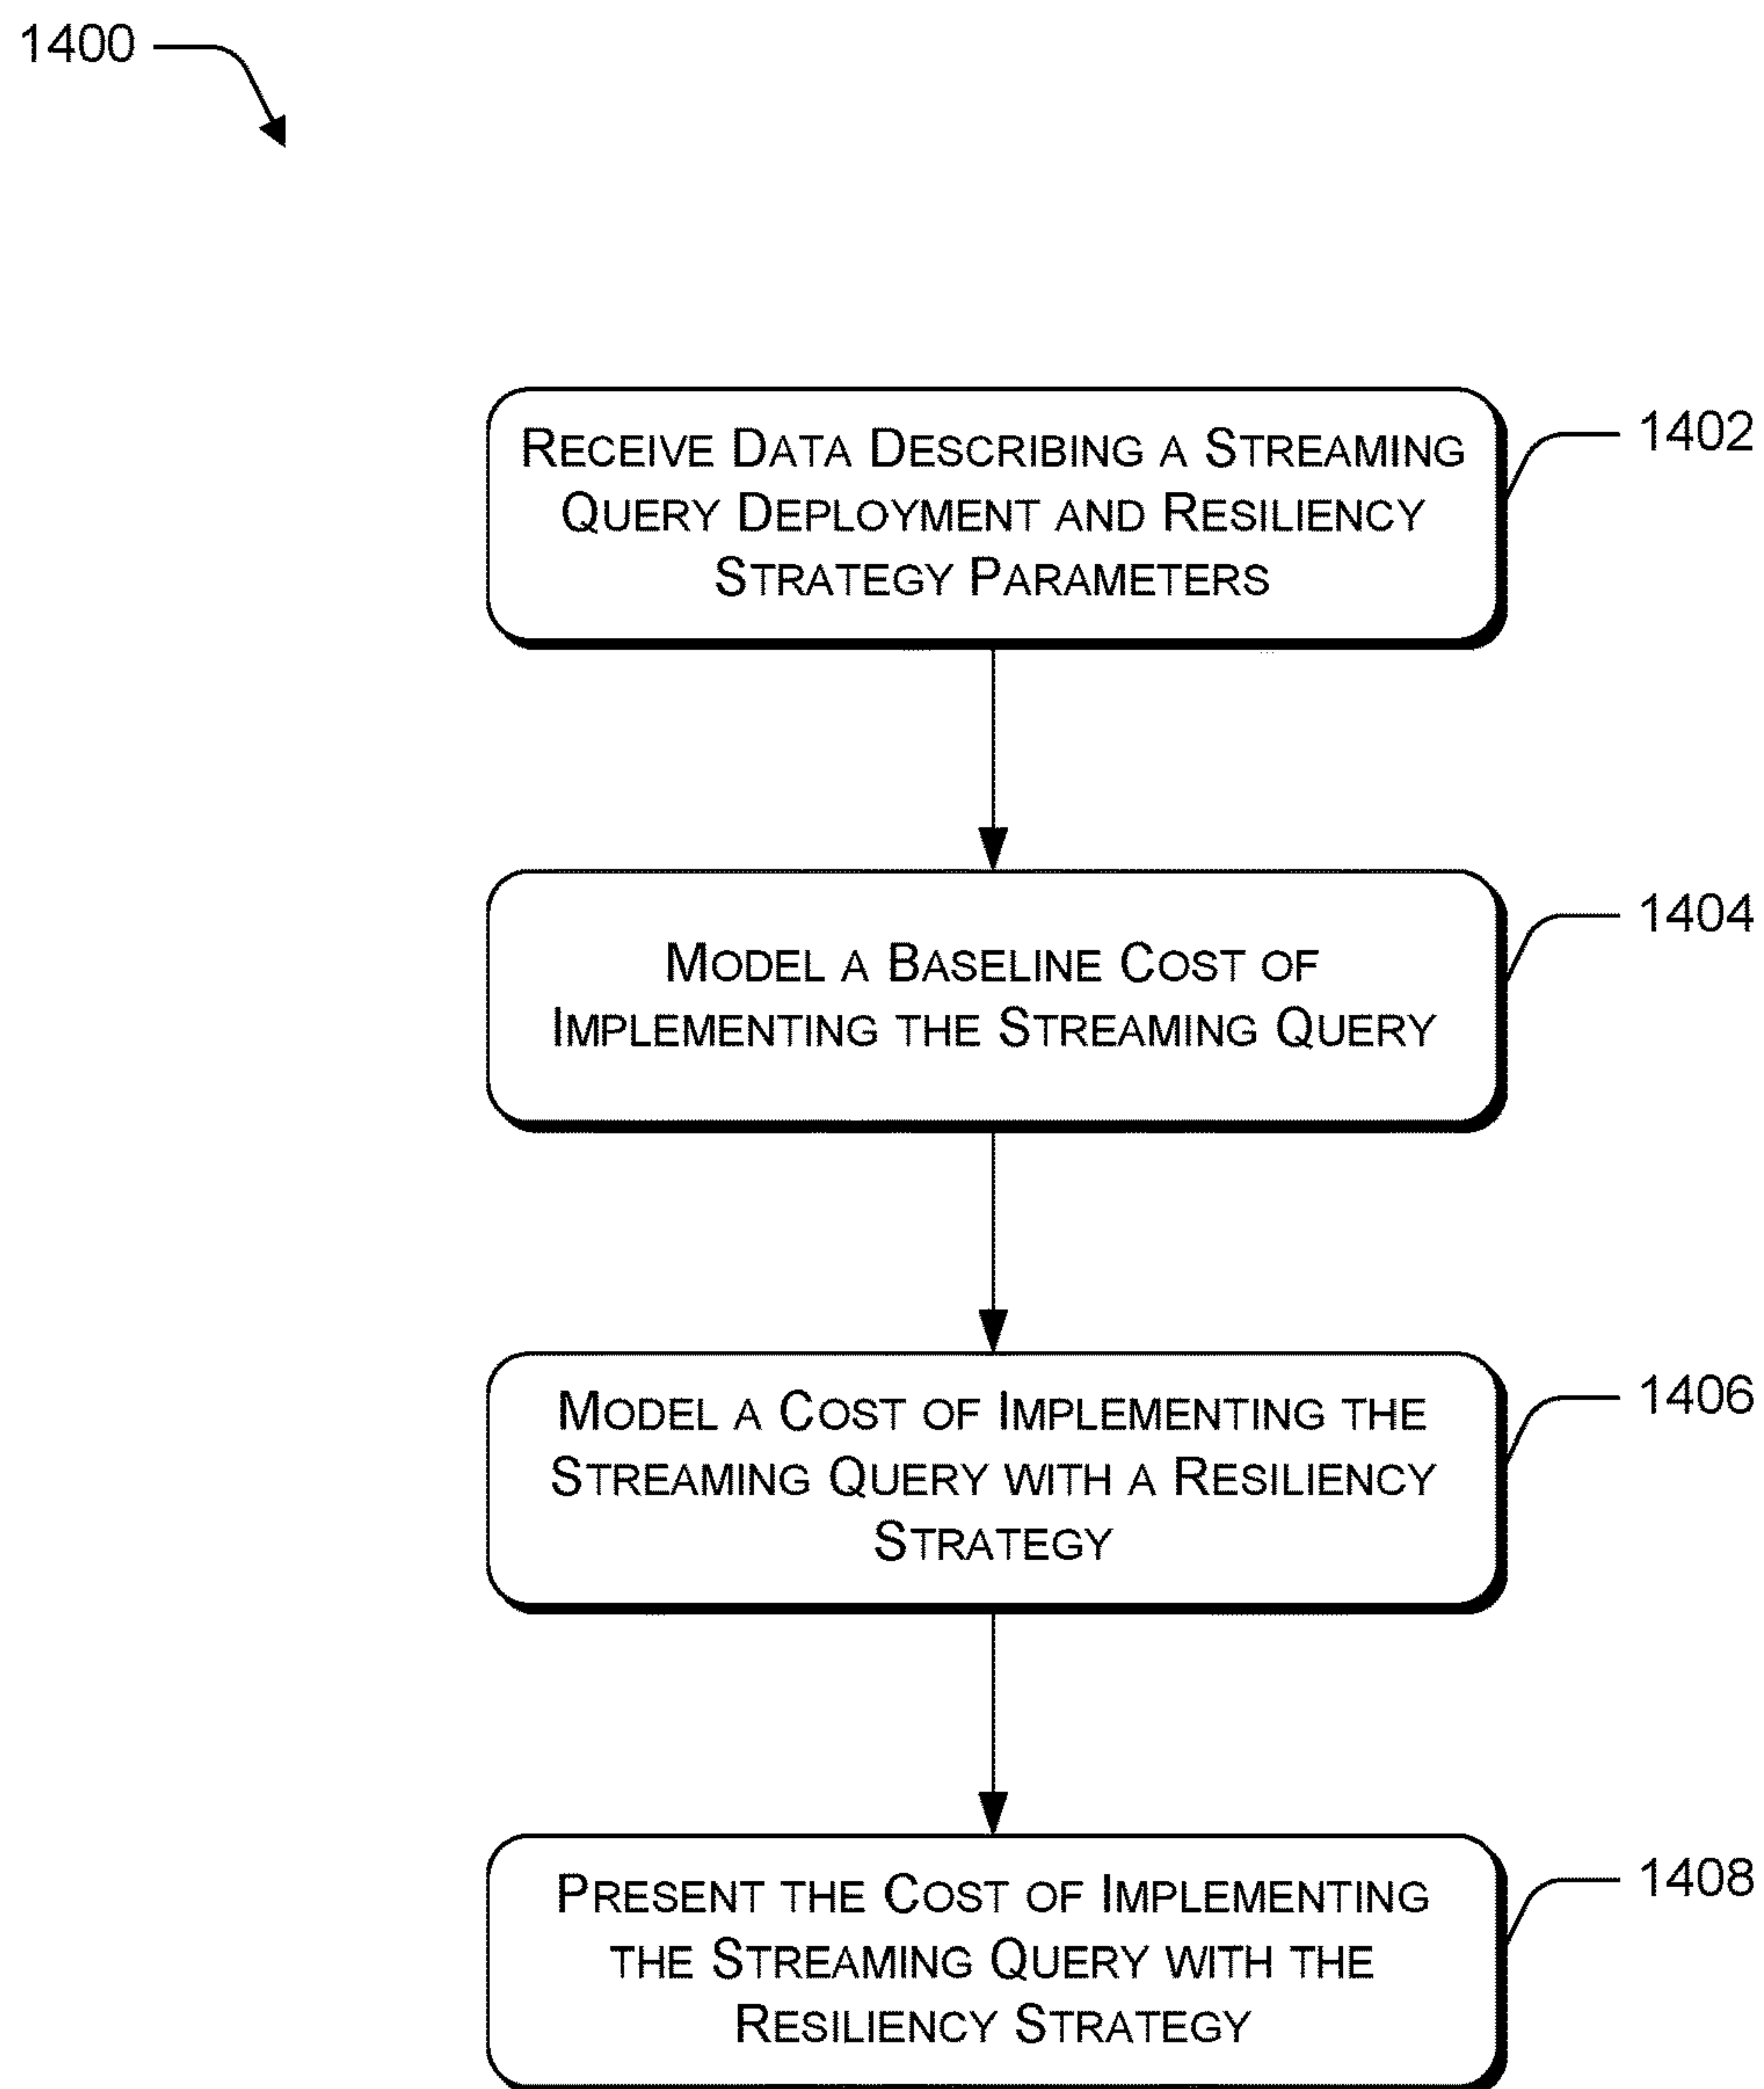 1400
RECEIVE DATA DESCRIBING A STREAMING
QUERY DEPLOYMENT AND RESILIENCY
STRATEGY PARAMETERS
1402
MODEL A BASELINE COST OF
IMPLEMENTING THE STREAMING QUERY
1404
MODEL A COST OF IMPLEMENTING THE
STREAMING QUERY WITH A RESILIENCY
STRATEGY
1406
PRESENT THE COST OF IMPLEMENTING
THE STREAMING QUERY WITH THE
RESILIENCY STRATEGY
1408